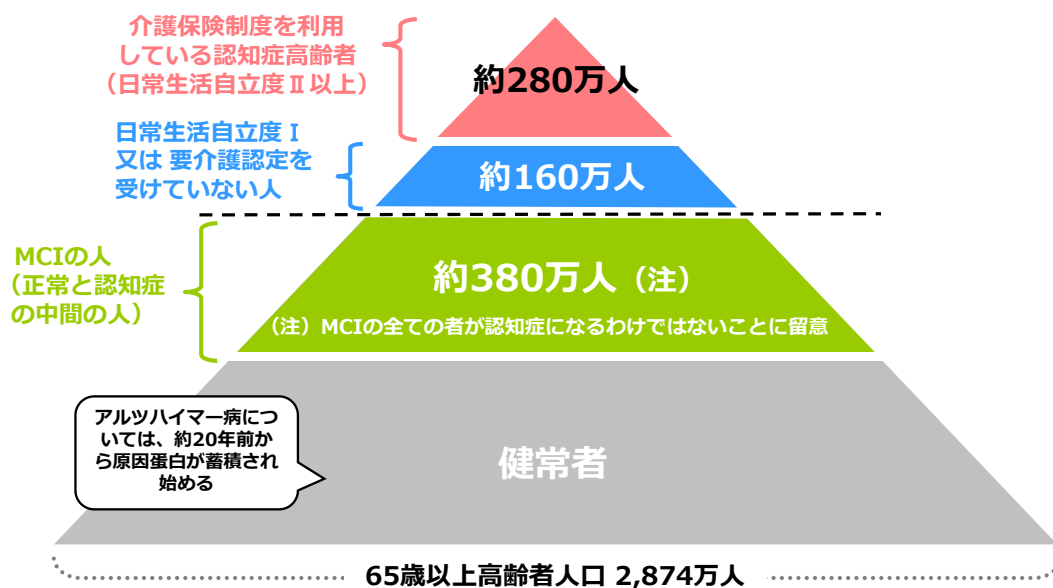 介護保険制度を利用
している認知症高齢者
（日常生活自立度Ⅱ以上）
約280万人
日常生活自立度Ⅰ
又は 要介護認定を
受けていない人
約160万人
MCIの人
（正常と認知症
の中間の人）
約380万人（注）
（注）MCIの全ての者が認知症になるわけではないことに留意
アルツハイマー病につ
いては、約20年前か
ら原因蛋白が蓄積され
始める
健常者
65歳以上高齢者人口 2,874万人